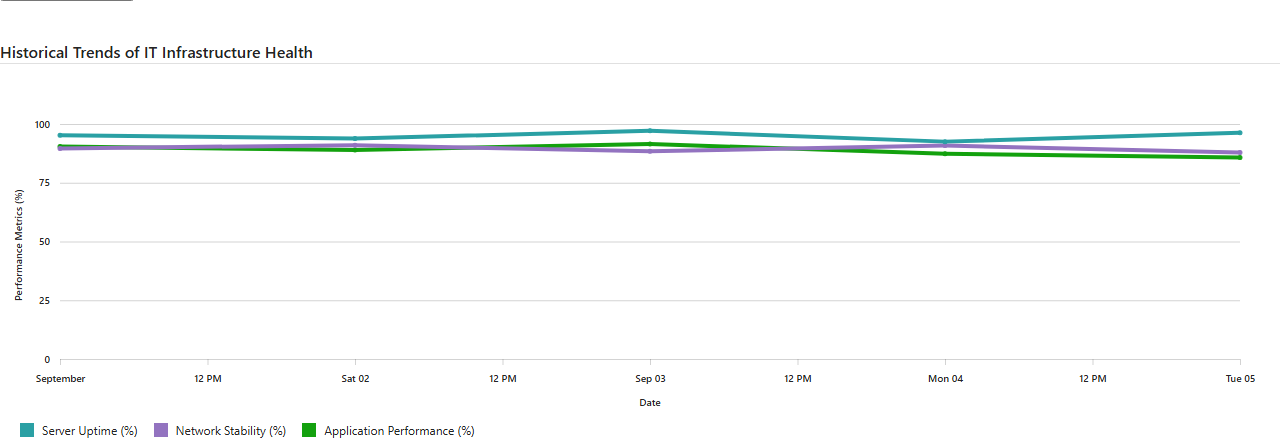 Historical Trends of IT Infrastructure Health
100
75
50
25
0
Performance Metrics (%)
September 12 PM Sat 02 12 PM Sep 03 12 PM Mon 04 12 PM Tue 05
Date
Server Uptime (%) Network Stability (%) Application Performance (%)